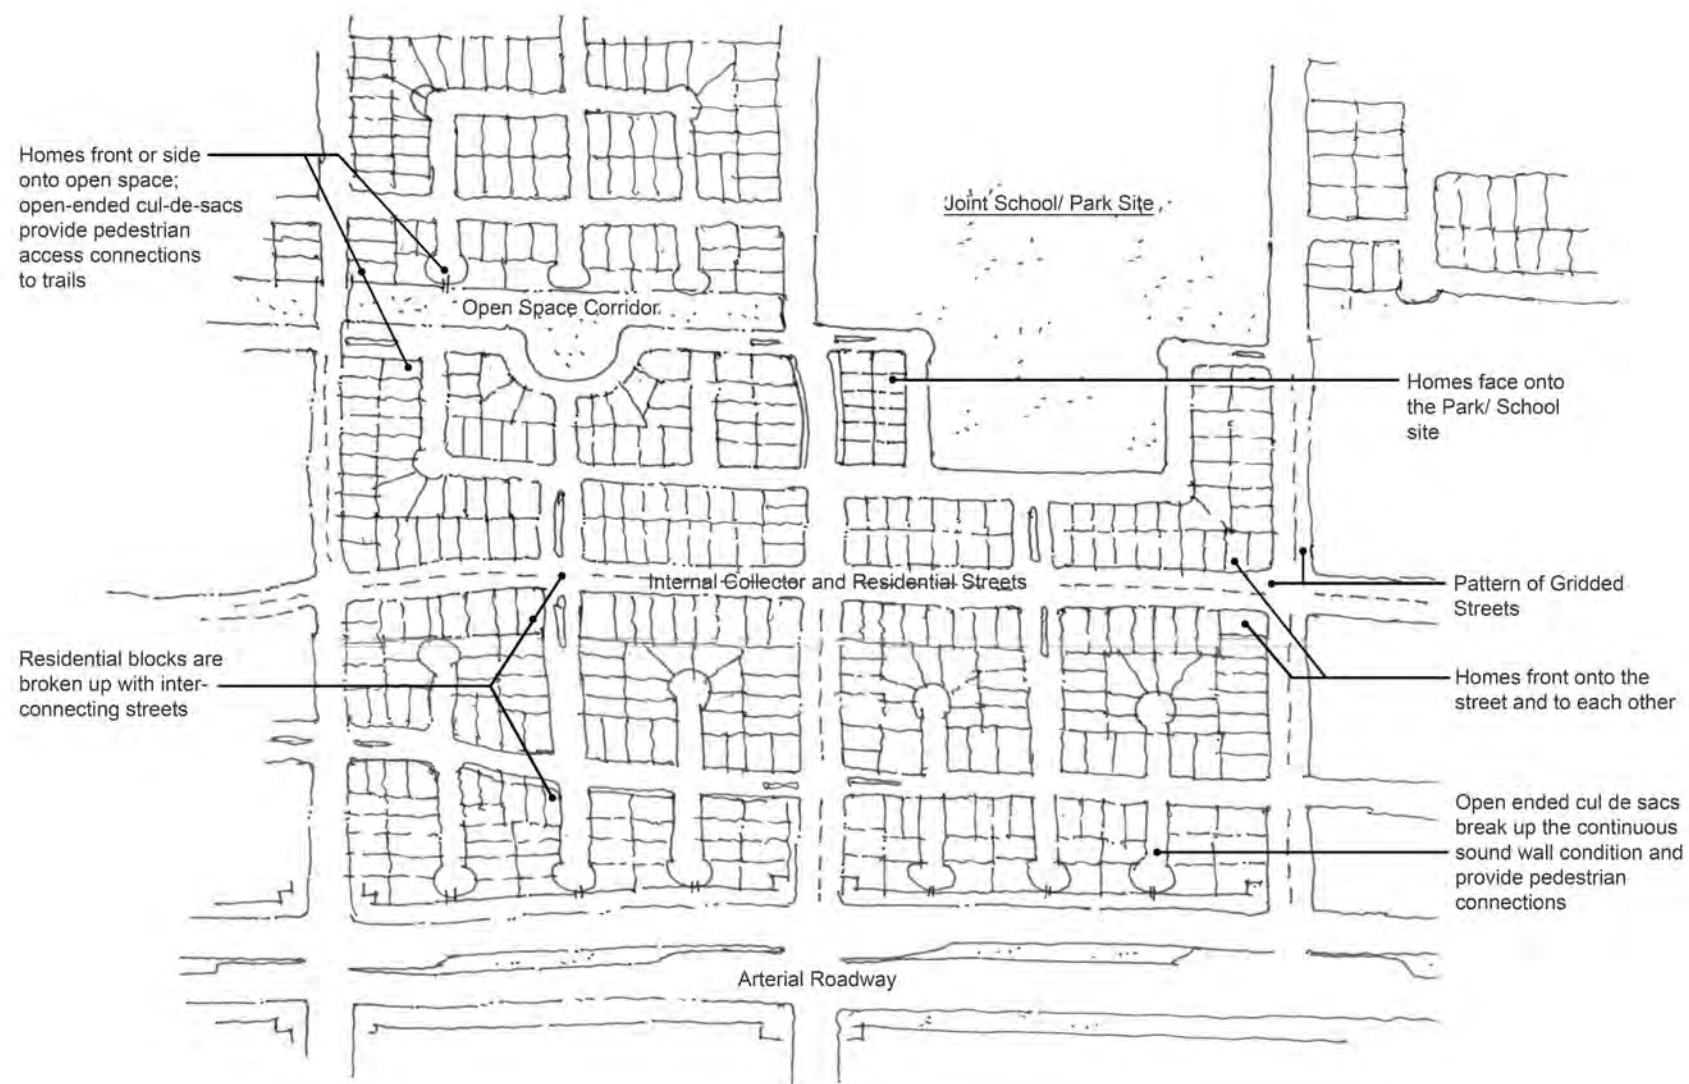 Homes front or side
onto open space;
open-ended cul-de-sacs
provide pedestrian
access connections
to trails
Joint School/ Park Site
Open Space Corridor
Homes face onto
the Park/ School
site
Internal Collector and Residential Streets
Pattern of Gridded
Streets
Residential blocks are
broken up with inter-
connecting streets
Homes front onto the
street and to each other
Open ended cul de sacs
break up the continuous
sound wall condition and
provide pedestrian
connections
Arterial Roadway